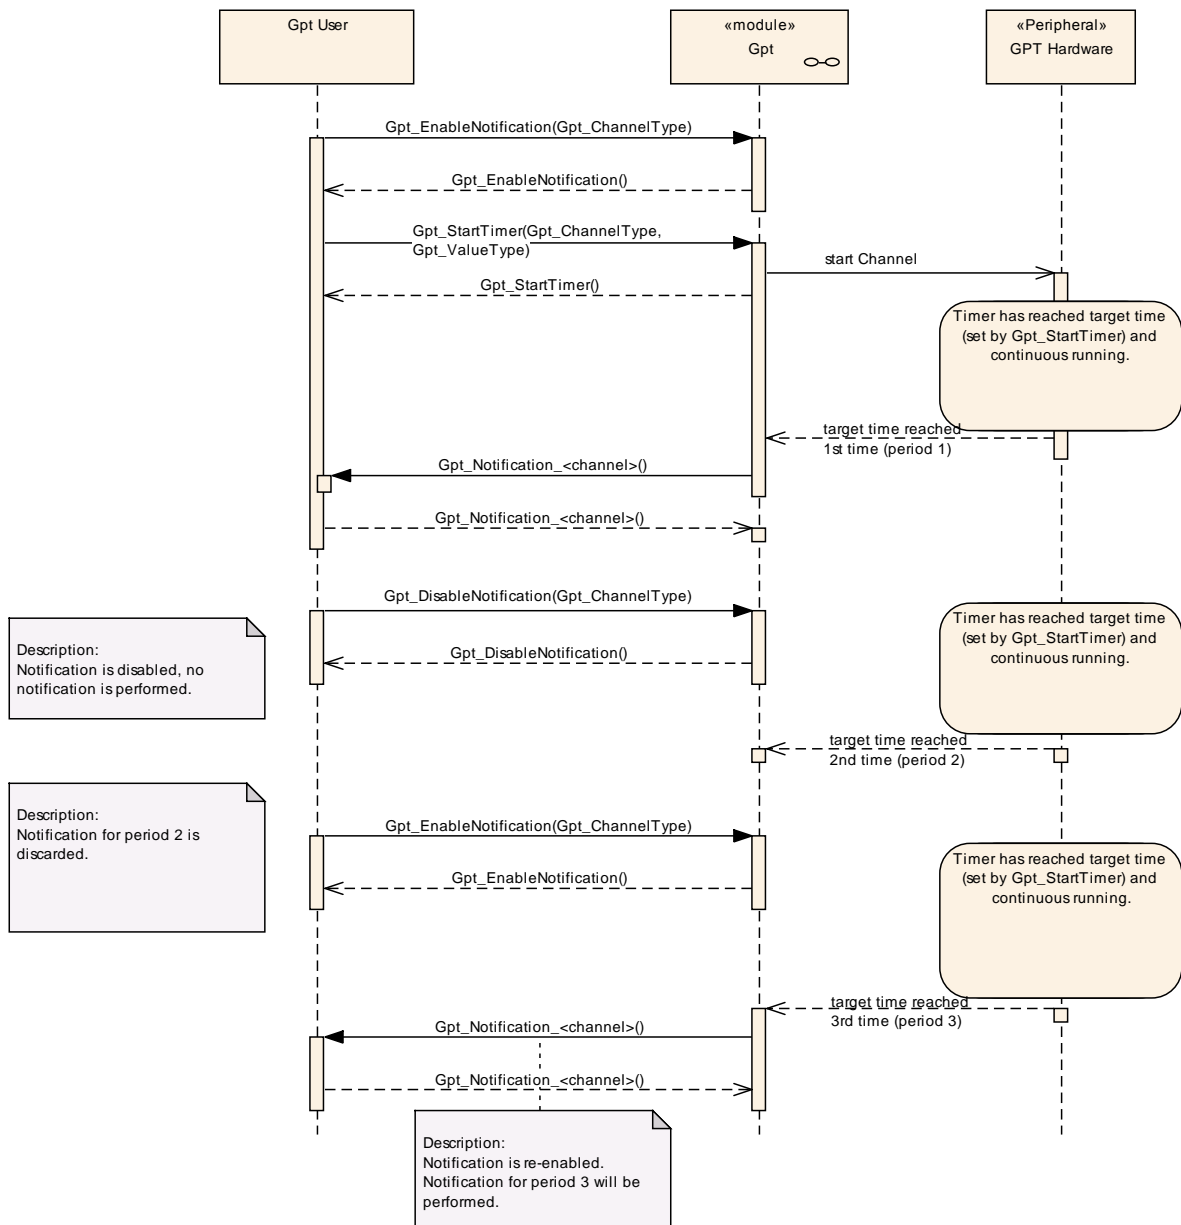 Gpt User
«module»
Gpt
«Peripheral»
GPT Hardware
Gpt_EnableNotification(Gpt_ChannelType)
Gpt_EnableNotification()
Gpt_StartTimer(Gpt_ChannelType,
Gpt_ValueType)
start Channel
Gpt_StartTimer()
Timer has reached target time
(set by Gpt_StartTimer) and
continuous running.
target time reached
1st time (period 1)
Gpt_Notification_<channel>()
Gpt_Notification_<channel>()
Gpt_DisableNotification(Gpt_ChannelType)
Timer has reached target time
(set by Gpt_StartTimer) and
continuous running.
Description:
Notification is disabled, no
notification is performed.
Gpt_DisableNotification()
target time reached
2nd time (period 2)
Description:
Notification for period 2 is
discarded.
Gpt_EnableNotification(Gpt_ChannelType)
Gpt_EnableNotification()
Timer has reached target time
(set by Gpt_StartTimer) and
continuous running.
target time reached
3rd time (period 3)
Gpt_Notification_<channel>()
Gpt_Notification_<channel>()
Description:
Notification is re-enabled.
Notification for period 3 will be
performed.